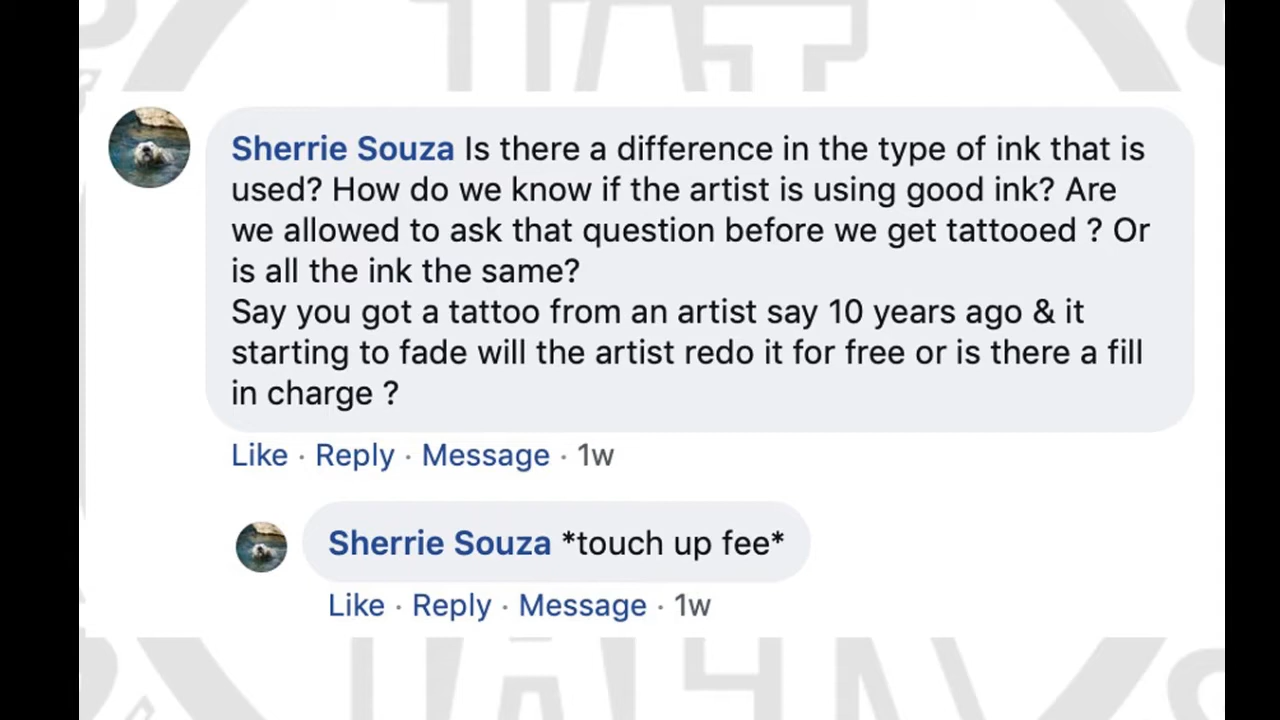 Sherrie Souza Is there a difference in the type of ink that is
used? How do we know if the artist is using good ink? Are
we allowed to ask that question before we get tattooed ? Or
is all the ink the same?
Say you got a tattoo from an artist say 10 years ago & it
starting to fade will the artist redo it for free or is there a fill
in charge ?
Like · Reply · Message · 1w
Sherrie Souza *touch up fee*
Like · Reply · Message · 1w